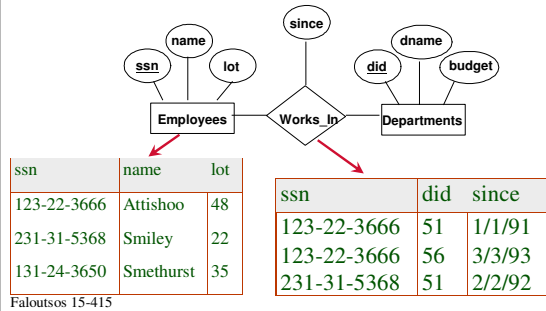 since
name
dname
ssn
lot
did
budget
Employees
Works_In
Departments
ssn name lot
123-22-3666 Attishoo 48
231-31-5368 Smiley 22
131-24-3650 Smethurst 35
ssn did since
123-22-3666 51 1/1/91
123-22-3666 56 3/3/93
231-31-5368 51 2/2/92
Faloutsos 15-415